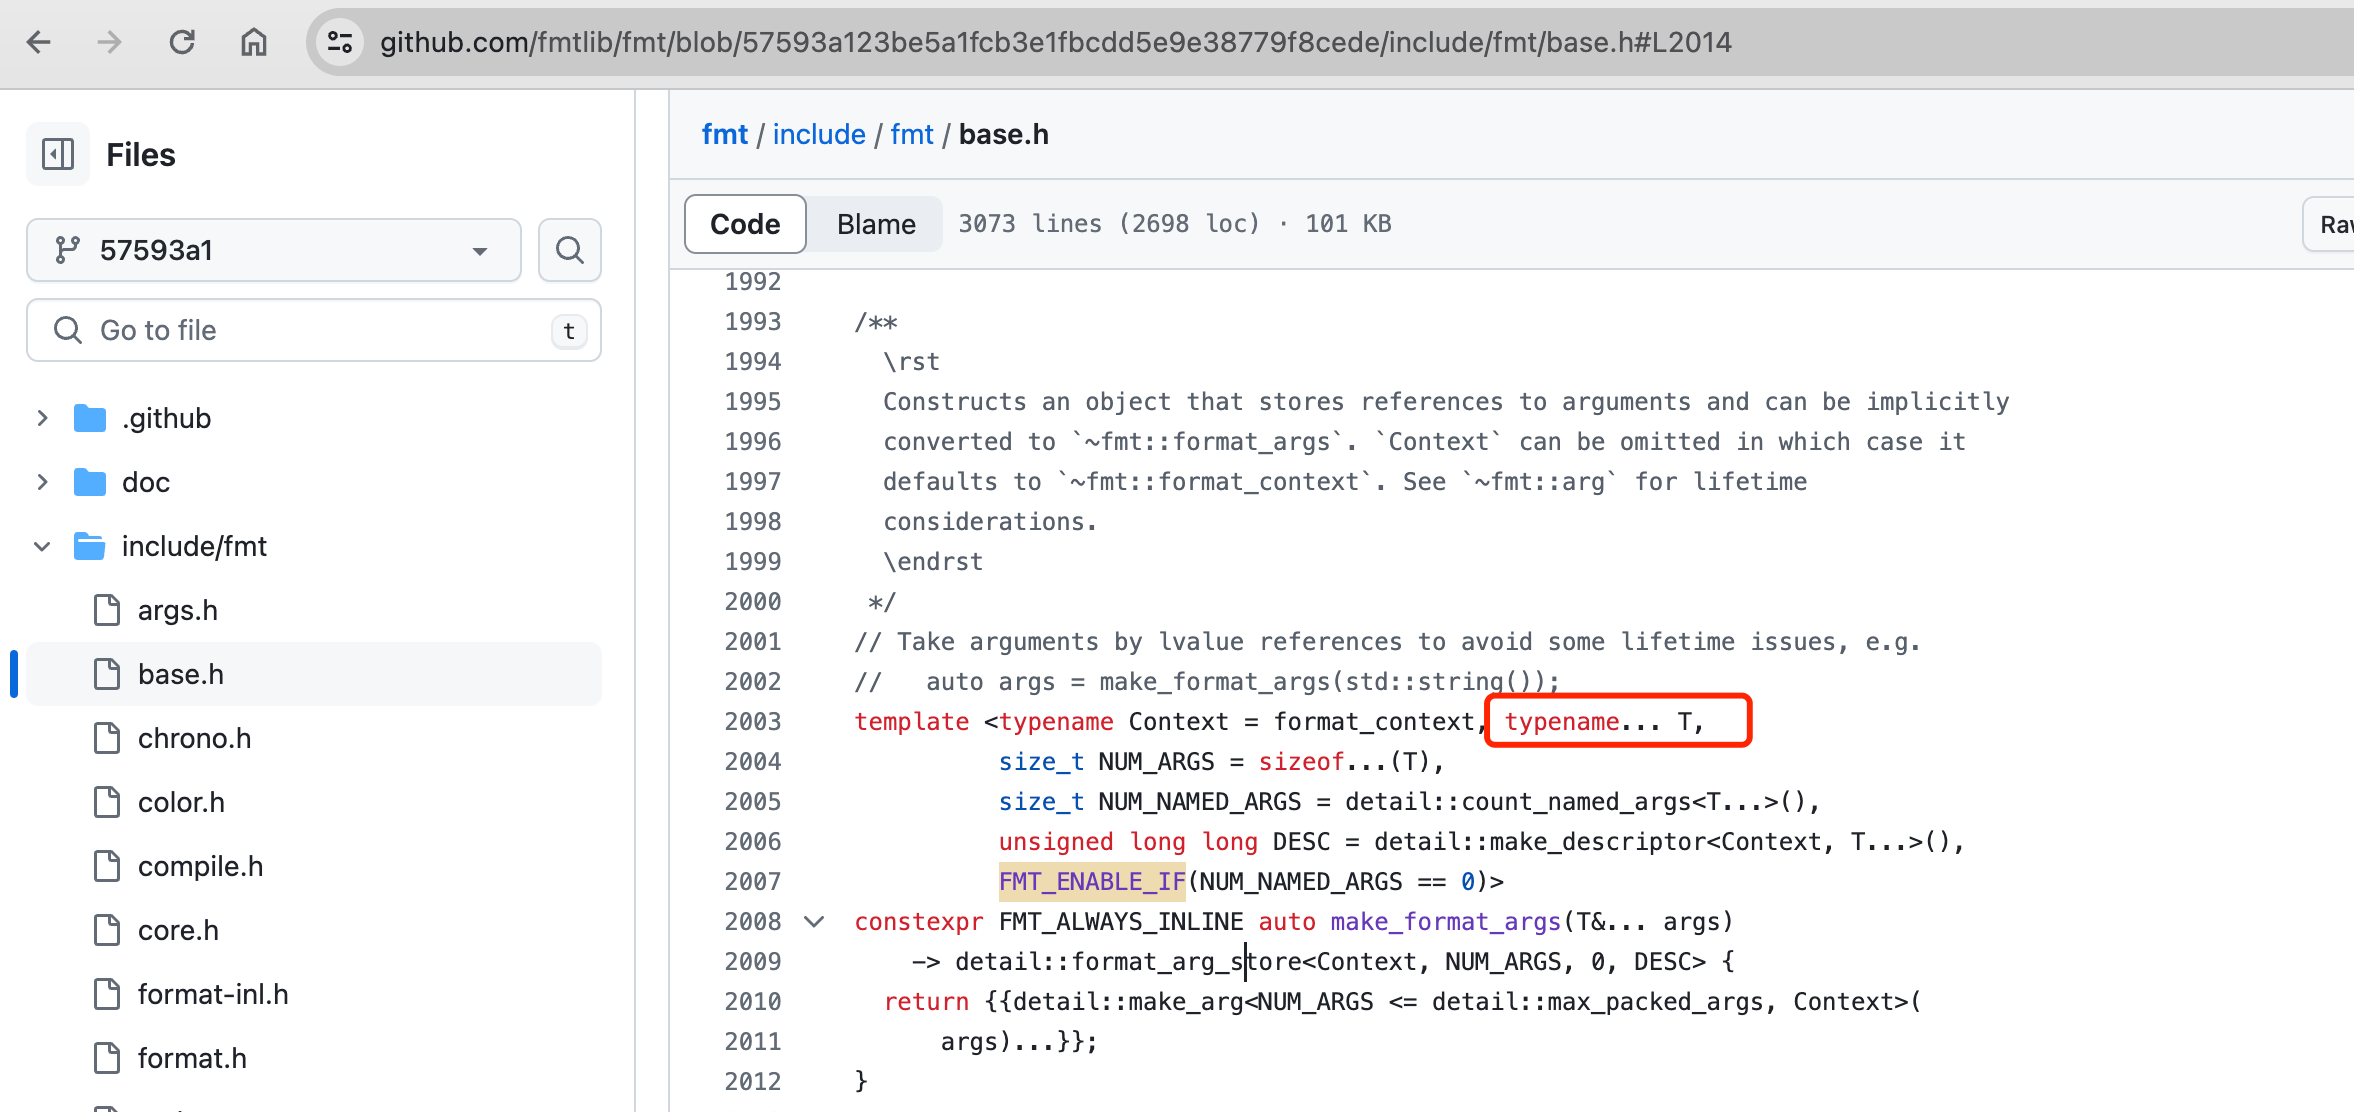 github.com/fmtlib/fmt/blob/57593a123be5a1fcb3e1fbcdd5e9e38779f8cede/include/fmt/base.h#L2014
Files
57593a1
Go to file
t
.github
doc
include/fmt
args.h
base.h
chrono.h
color.h
compile.h
core.h
format-inl.h
format.h
fmt / include / fmt / base.h
Code Blame 3073 lines (2698 loc) · 101 KB
1992
1993 /**
1994 \rst
1995 Constructs an object that stores references to arguments and can be implicitly
1996 converted to `~fmt::format_args`. `Context` can be omitted in which case it
1997 defaults to `~fmt::format_context`. See `~fmt::arg` for lifetime
1998 considerations.
1999 \endrst
2000 */
2001 // Take arguments by lvalue references to avoid some lifetime issues, e.g.
2002 // auto args = make_format_args(std::string());
2003 template <typename Context = format_context, typename... T,
2004 size_t NUM_ARGS = sizeof...(T),
2005 size_t NUM_NAMED_ARGS = detail::count_named_args<T...>(),
2006 unsigned long long DESC = detail::make_descriptor<Context, T...>(),
2007 FMT_ENABLE_IF(NUM_NAMED_ARGS == 0)>
2008 constexpr FMT_ALWAYS_INLINE auto make_format_args(T&... args)
2009 -> detail::format_arg_store<Context, NUM_ARGS, 0, DESC> {
2010 return {{detail::make_arg<NUM_ARGS <= detail::max_packed_args, Context>(
2011 args)...}};
2012 }